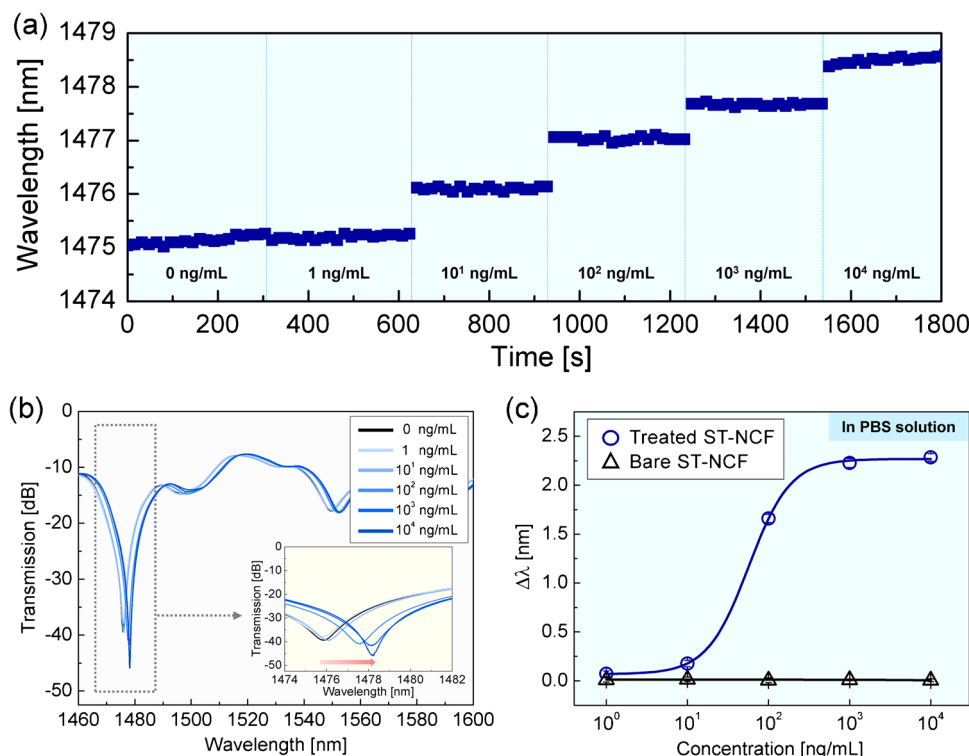 (a)
Wavelength [nm]
1479
1478
1477
1476
1475
1474
0 ng/mL 1 ng/mL 10¹ ng/mL 10² ng/mL 10³ ng/mL 10⁴ ng/mL
0 200 400 600 800 1000 1200 1400 1600 1800
Time [s]
(b)
Transmission [dB]
0
-10
-20
-30
-40
-50
1460 1480 1500 1520 1540 1560 1580 1600
Wavelength [nm]
0 ng/mL
1 ng/mL
10¹ ng/mL
10² ng/mL
10³ ng/mL
10⁴ ng/mL
Transmission [dB]
0
-10
-20
-30
-40
-50
1474 1476 1478 1480 1482
Wavelength [nm]
(c)
In PBS solution
Treated ST-NCF
Bare ST-NCF
Δλ [nm]
2.5
2.0
1.5
1.0
0.5
0.0
10⁰ 10¹ 10² 10³ 10⁴
Concentration [ng/mL]